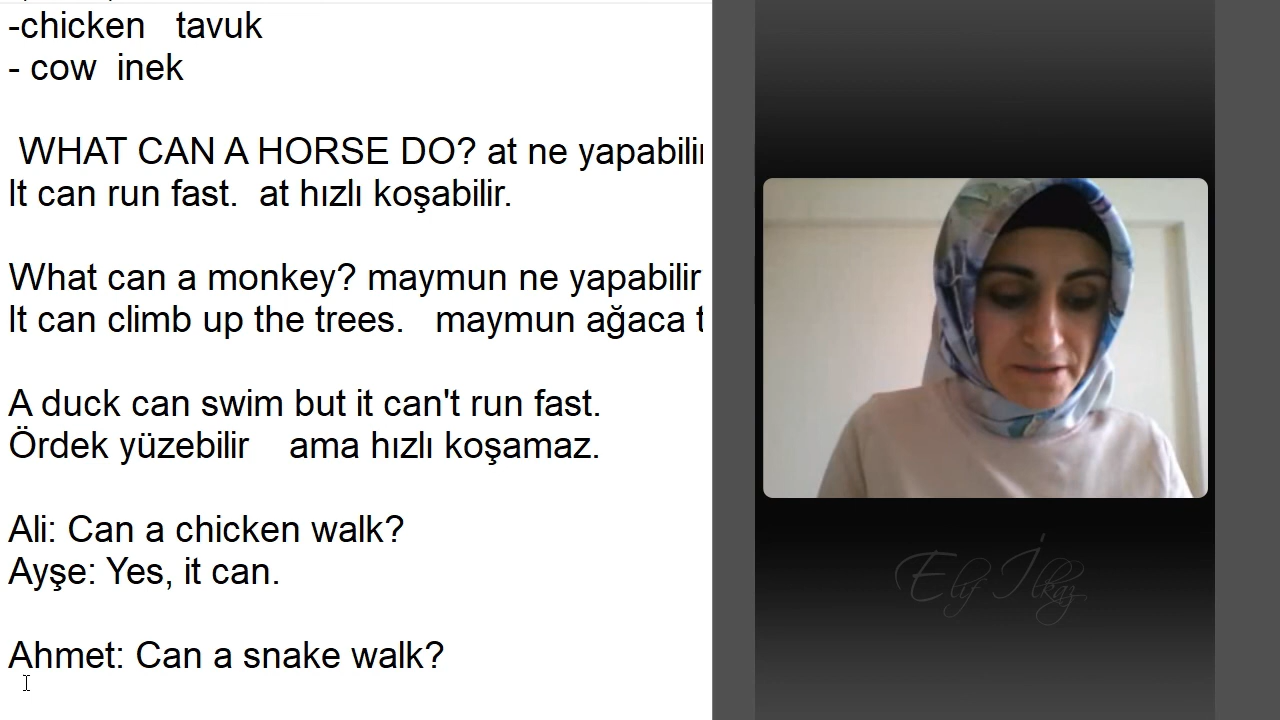 -chicken tavuk
- cow inek
WHAT CAN A HORSE DO? at ne yapabilir
It can run fast. at hızlı koşabilir.
What can a monkey? maymun ne yapabilir
It can climb up the trees. maymun ağaca
A duck can swim but it can't run fast.
Ördek yüzebilir ama hızlı koşamaz.
Ali: Can a chicken walk?
Ayşe: Yes, it can.
Ahmet: Can a snake walk?
Elif İlkaz